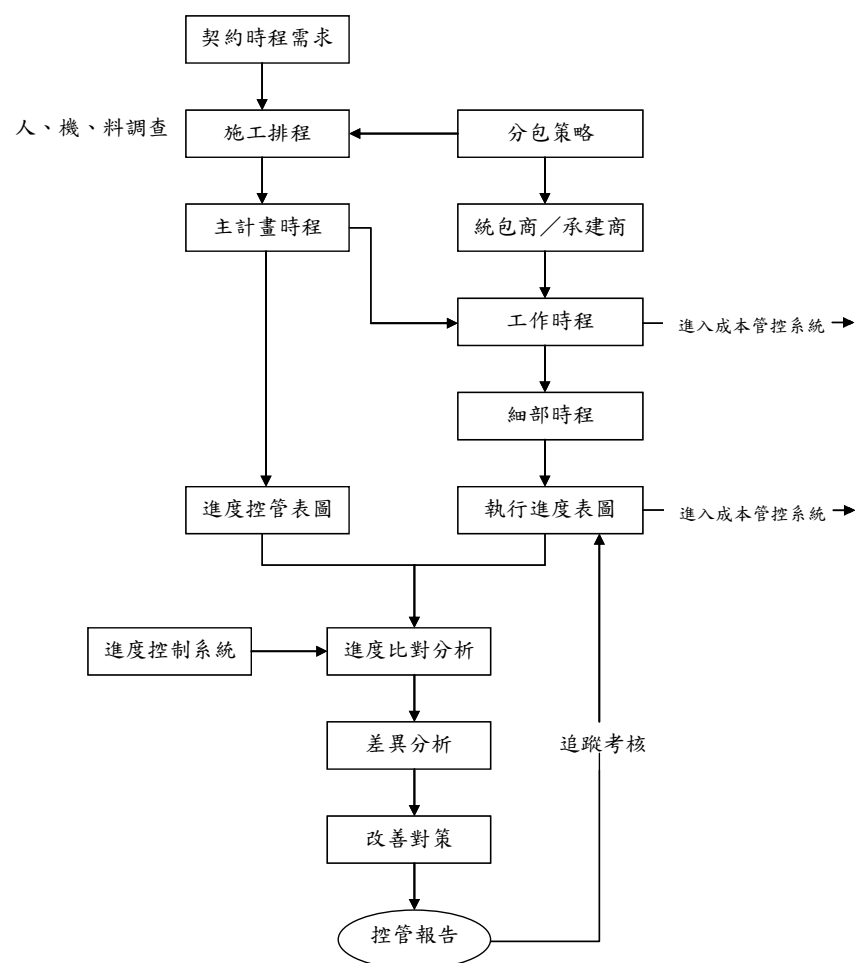 契約時程需求
人、機、料調查
施工排程
分包策略
主計畫時程
統包商／承建商
工作時程
進入成本管控系統
細部時程
進度控管表圖
執行進度表圖
進入成本管控系統
進度控制系統
進度比對分析
差異分析
追蹤考核
改善對策
控管報告